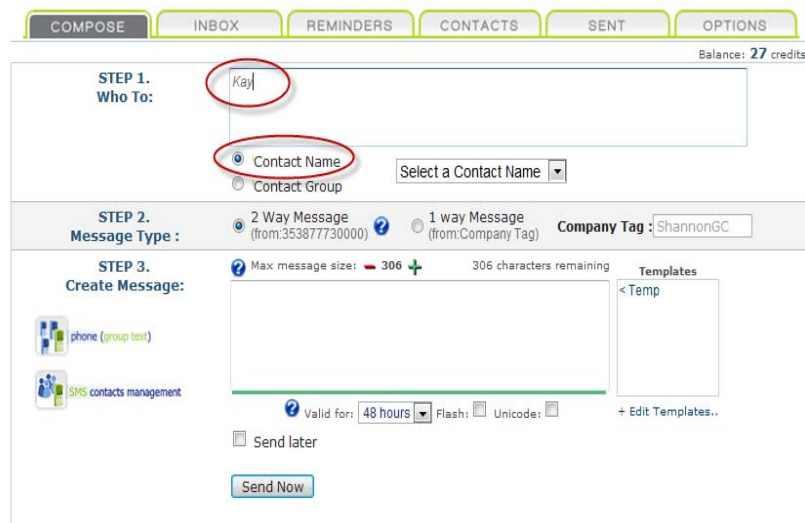 COMPOSE INBOX REMINDERS CONTACTS SENT OPTIONS
Balance: 27 credits
STEP 1.
Who To:
Kay
Contact Name
Contact Group
Select a Contact Name
STEP 2.
Message Type :
2 Way Message
(from:353877730000)
1 way Message
(from:Company Tag)
Company Tag : ShannonGC
STEP 3.
Create Message:
Max message size: 306 306 characters remaining
Templates
< Temp
phone (group text)
SMS contacts management
Valid for: 48 hours Flash: Unicode:
+ Edit Templates..
Send later
Send Now